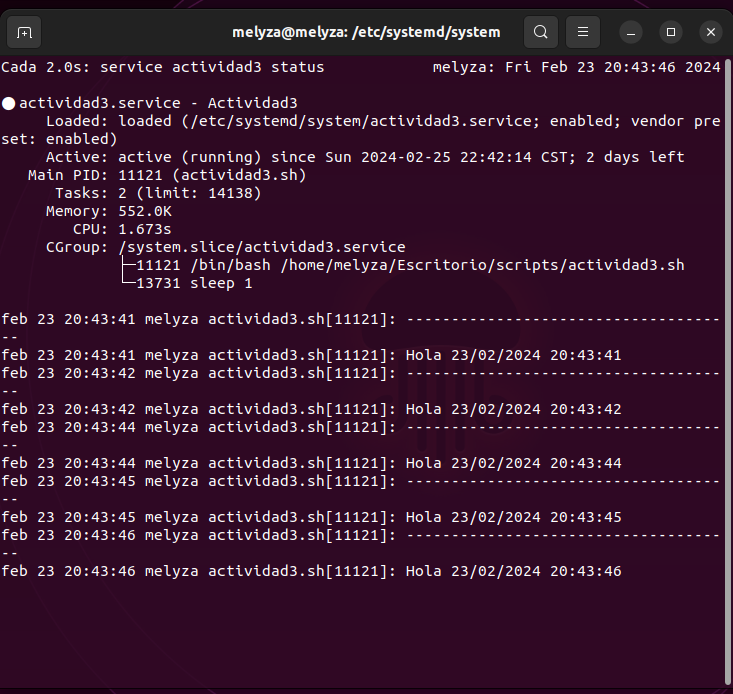 melyza@melyza: /etc/systemd/system
Cada 2.0s: service actividad3 status melyza: Fri Feb 23 20:43:46 2024
●actividad3.service - Actividad3
Loaded: loaded (/etc/systemd/system/actividad3.service; enabled; vendor pre
set: enabled)
Active: active (running) since Sun 2024-02-25 22:42:14 CST; 2 days left
Main PID: 11121 (actividad3.sh)
Tasks: 2 (limit: 14138)
Memory: 552.0K
CPU: 1.673s
CGroup: /system.slice/actividad3.service
├─11121 /bin/bash /home/melyza/Escritorio/scripts/actividad3.sh
└─13731 sleep 1
feb 23 20:43:41 melyza actividad3.sh[11121]: -----------------------------------
--
feb 23 20:43:41 melyza actividad3.sh[11121]: Hola 23/02/2024 20:43:41
feb 23 20:43:42 melyza actividad3.sh[11121]: -----------------------------------
--
feb 23 20:43:42 melyza actividad3.sh[11121]: Hola 23/02/2024 20:43:42
feb 23 20:43:44 melyza actividad3.sh[11121]: -----------------------------------
--
feb 23 20:43:44 melyza actividad3.sh[11121]: Hola 23/02/2024 20:43:44
feb 23 20:43:45 melyza actividad3.sh[11121]: -----------------------------------
--
feb 23 20:43:45 melyza actividad3.sh[11121]: Hola 23/02/2024 20:43:45
feb 23 20:43:46 melyza actividad3.sh[11121]: -----------------------------------
--
feb 23 20:43:46 melyza actividad3.sh[11121]: Hola 23/02/2024 20:43:46